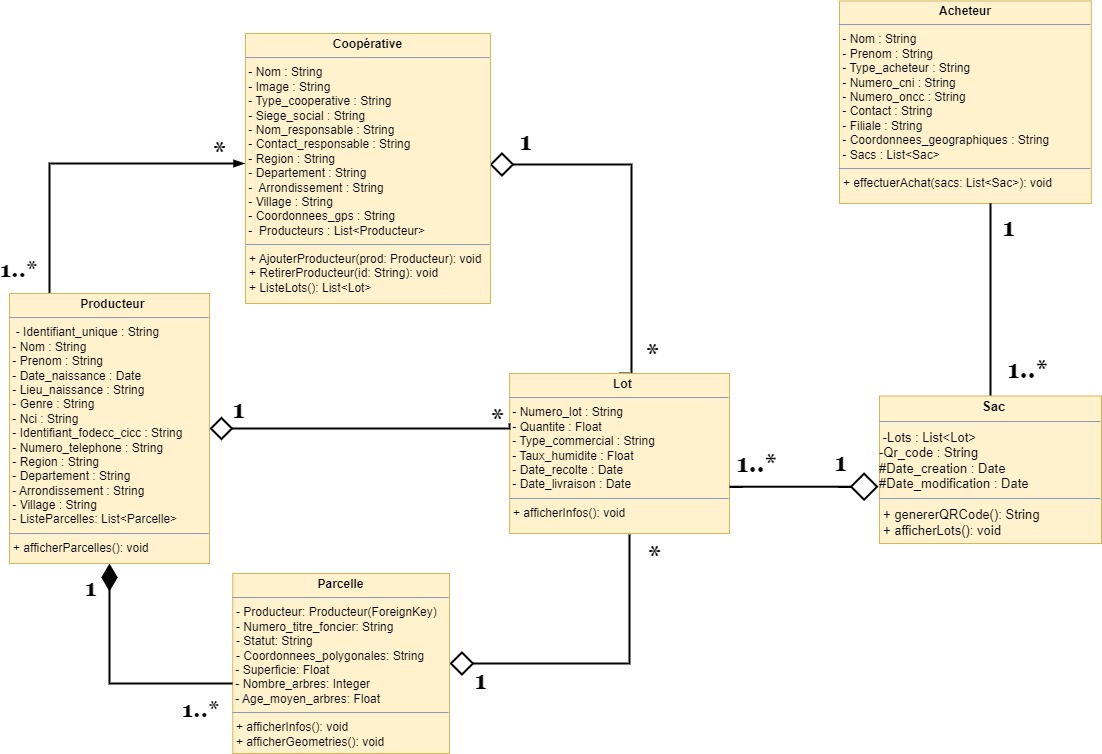 Coopérative
- Nom : String
- Image : String
- Type_cooperative : String
- Siege_social : String
- Nom_responsable : String
- Contact_responsable : String
- Region : String
- Departement : String
- Arrondissement : String
- Village : String
- Coordonnees_gps : String
- Producteurs : List<Producteur>
+ AjouterProducteur(prod: Producteur): void
+ RetirerProducteur(id: String): void
+ ListeLots(): List<Lot>
Acheteur
- Nom : String
- Prenom : String
- Type_acheteur : String
- Numero_cni : String
- Numero_oncc : String
- Contact : String
- Filiale : String
- Coordonnees_geographiques : String
- Sacs : List<Sac>
+ effectuerAchat(sacs: List<Sac>): void
*
1
1..*
1
*
1..*
Producteur
- Identifiant_unique : String
- Nom : String
- Prenom : String
- Date_naissance : Date
- Lieu_naissance : String
- Genre : String
- Nci : String
- Identifiant_fodecc_cicc : String
- Numero_telephone : String
- Region : String
- Departement : String
- Arrondissement : String
- Village : String
- ListeParcelles: List<Parcelle>
+ afficherParcelles(): void
1
*
Lot
- Numero_lot : String
- Quantite : Float
- Type_commercial : String
- Taux_humidite : Float
- Date_recolte : Date
- Date_livraison : Date
+ afficherInfos(): void
1..*
1
Sac
-Lots : List<Lot>
-Qr_code : String
#Date_creation : Date
#Date_modification : Date
+ genererQRCode(): String
+ afficherLots(): void
1
1..*
Parcelle
- Producteur: Producteur(ForeignKey)
- Numero_titre_foncier: String
- Statut: String
- Coordonnees_polygonales: String
- Superficie: Float
- Nombre_arbres: Integer
- Age_moyen_arbres: Float
+ afficherInfos(): void
+ afficherGeometries(): void
*
1